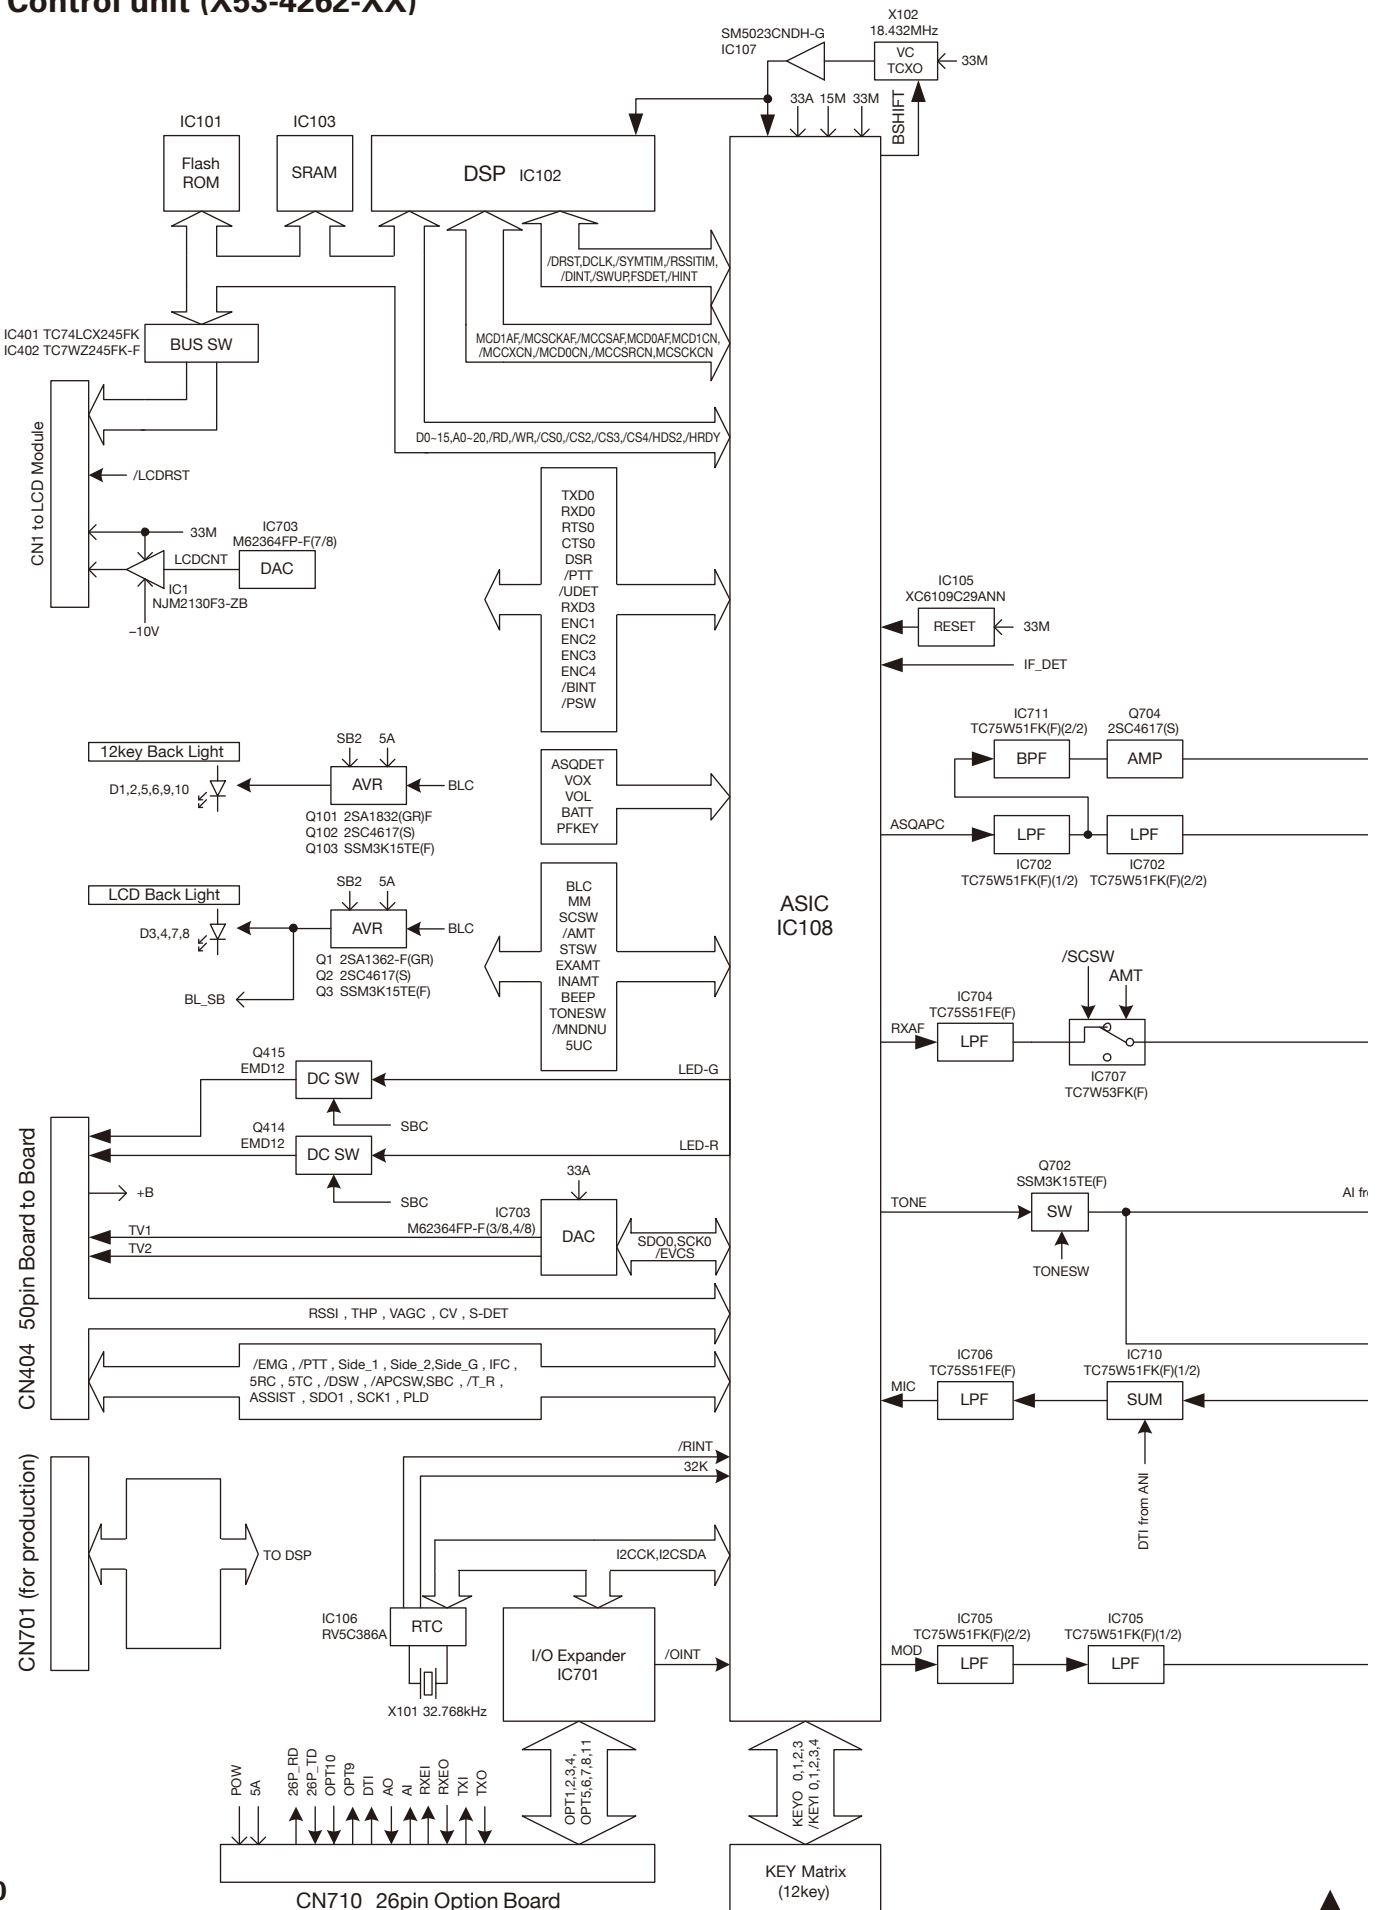 Control unit (X53-4262-XX)
X102
18.432MHz
SM5023CNDH-G
IC107
VC
TCXO
33M
33A 15M 33M
BSHIFT
IC101
IC103
Flash
ROM
SRAM
DSP IC102
/DRST,DCLK,/SYMTIM,/RSSITIM,
/DINT,/SWUP,FSDET,/HINT
IC401 TC74LCX245FK
IC402 TC7WZ245FK-F
BUS SW
MCD1AF,/MCSCKAF,/MCCSAF,MCD0AF,MCD1CN,
/MCCXCN,/MCD0CN,/MCCSRCN,MCSCKCN
D0~15,A0~20,/RD,/WR,/CS0,/CS2,/CS3,/CS4/HDS2,/HRDY
CN1 to LCD Module
/LCDRST
33M
IC703
M62364FP-F(7/8)
LCDCNT
DAC
IC1
NJM2130F3-ZB
–10V
TXD0
RXD0
RTS0
CTS0
DSR
/PTT
/UDET
RXD3
ENC1
ENC2
ENC3
ENC4
/BINT
/PSW
IC105
XC6109C29ANN
RESET
33M
IF_DET
12key Back Light
D1,2,5,6,9,10
SB2 5A
AVR
BLC
Q101 2SA1832(GR)F
Q102 2SC4617(S)
Q103 SSM3K15TE(F)
ASQDET
VOX
VOL
BATT
PFKEY
IC711
TC75W51FK(F)(2/2)
BPF
Q704
2SC4617(S)
AMP
ASQAPC
LPF
LPF
IC702
TC75W51FK(F)(1/2)
IC702
TC75W51FK(F)(2/2)
LCD Back Light
D3,4,7,8
SB2 5A
AVR
BLC
Q1 2SA1362-F(GR)
Q2 2SC4617(S)
Q3 SSM3K15TE(F)
BL_SB
BLC
MM
SCSW
/AMT
STSW
EXAMT
INAMT
BEEP
TONESW
/MNDNU
5UC
ASIC
IC108
/SCSW
AMT
IC704
TC75S51FE(F)
RXAF
LPF
IC707
TC7W53FK(F)
Q415
EMD12
DC SW
LED-G
SBC
Q414
EMD12
DC SW
LED-R
SBC
CN404 50pin Board to Board
+B
TV1
TV2
33A
IC703
M62364FP-F(3/8,4/8)
DAC
SDO0,SCK0
/EVCS
Q702
SSM3K15TE(F)
TONE
SW
TONESW
AI fr
RSSI , THP , VAGC , CV , S-DET
/EMG , /PTT , Side_1 , Side_2,Side_G , IFC ,
5RC , 5TC , /DSW , /APCSW,SBC , /T_R ,
ASSIST , SDO1 , SCK1 , PLD
IC706
TC75S51FE(F)
MIC
LPF
IC710
TC75W51FK(F)(1/2)
SUM
DTI from ANI
CN701 (for production)
TO DSP
/RINT
32K
I2CCK,I2CSDA
IC106
RV5C386A
RTC
X101 32.768kHz
I/O Expander
IC701
/OINT
MOD
IC705
TC75W51FK(F)(2/2)
LPF
IC705
TC75W51FK(F)(1/2)
LPF
POW
5A
26P_RD
26P_TD
OPT10
OPT9
DTI
AO
AI
RXEI
RXEO
TXI
TXO
OPT1,2,3,4,
OPT5,6,7,8,11
KEYO 0,1,2,3
/KEYI 0,1,2,3,4
KEY Matrix
(12key)
CN710 26pin Option Board
0